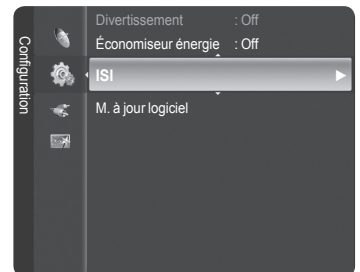 Configuration
Divertissement : Off
Économiseur énergie : Off
ISI
M. à jour logiciel